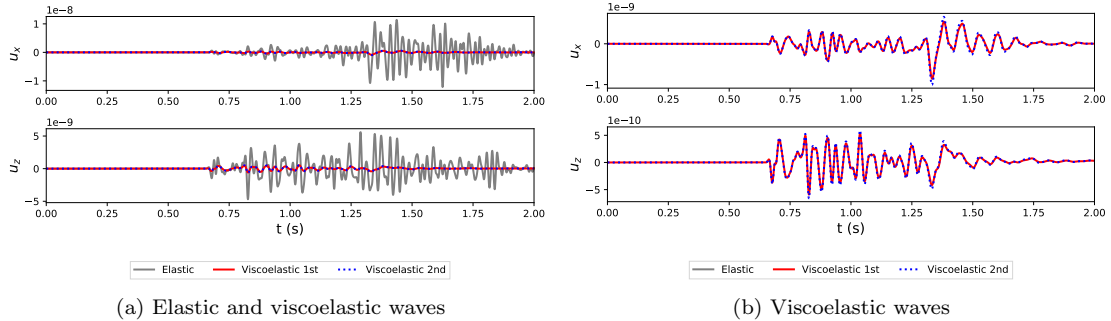 1e−8
u_x
1
0
−1
0.00 0.25 0.50 0.75 1.00 1.25 1.50 1.75 2.00
1e−9
u_z
5
0
−5
0.00 0.25 0.50 0.75 1.00 1.25 1.50 1.75 2.00
t (s)
Elastic Viscoelastic 1st Viscoelastic 2nd
(a) Elastic and viscoelastic waves
1e−9
u_x
0
−1
0.00 0.25 0.50 0.75 1.00 1.25 1.50 1.75 2.00
1e−10
u_z
5
0
−5
0.00 0.25 0.50 0.75 1.00 1.25 1.50 1.75 2.00
t (s)
Elastic Viscoelastic 1st Viscoelastic 2nd
(b) Viscoelastic waves